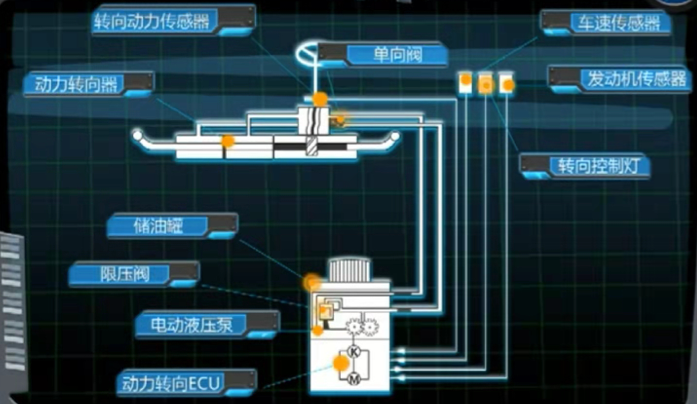 转向动力传感器
车速传感器
单向阀
动力转向器
发动机传感器
转向控制灯
储油罐
限压阀
电动液压泵
K
动力转向ECU
M